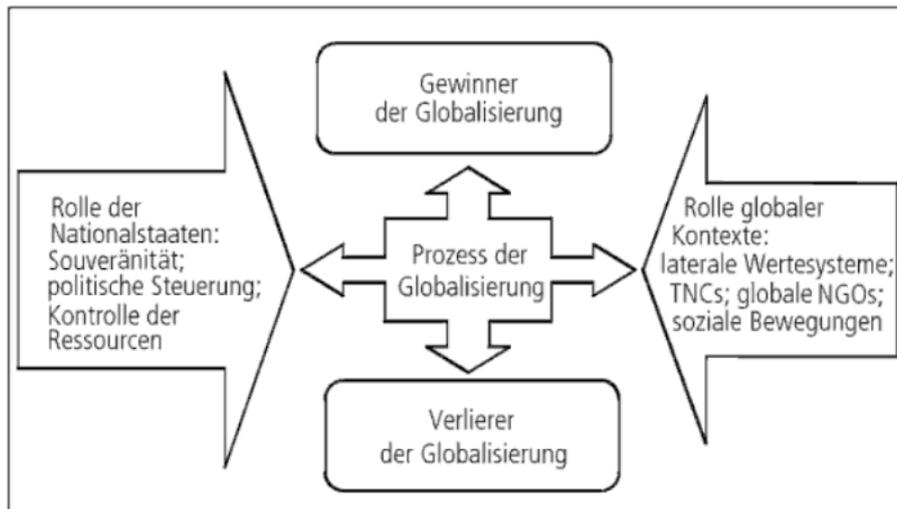 Gewinner
der Globalisierung
Rolle der
Nationalstaaten:
Souveränität;
politische Steuerung;
Kontrolle der
Ressourcen
Prozess der
Globalisierung
Rolle globaler
Kontexte:
laterale Wertesysteme;
TNCs; globale NGOs;
soziale Bewegungen
Verlierer
der Globalisierung